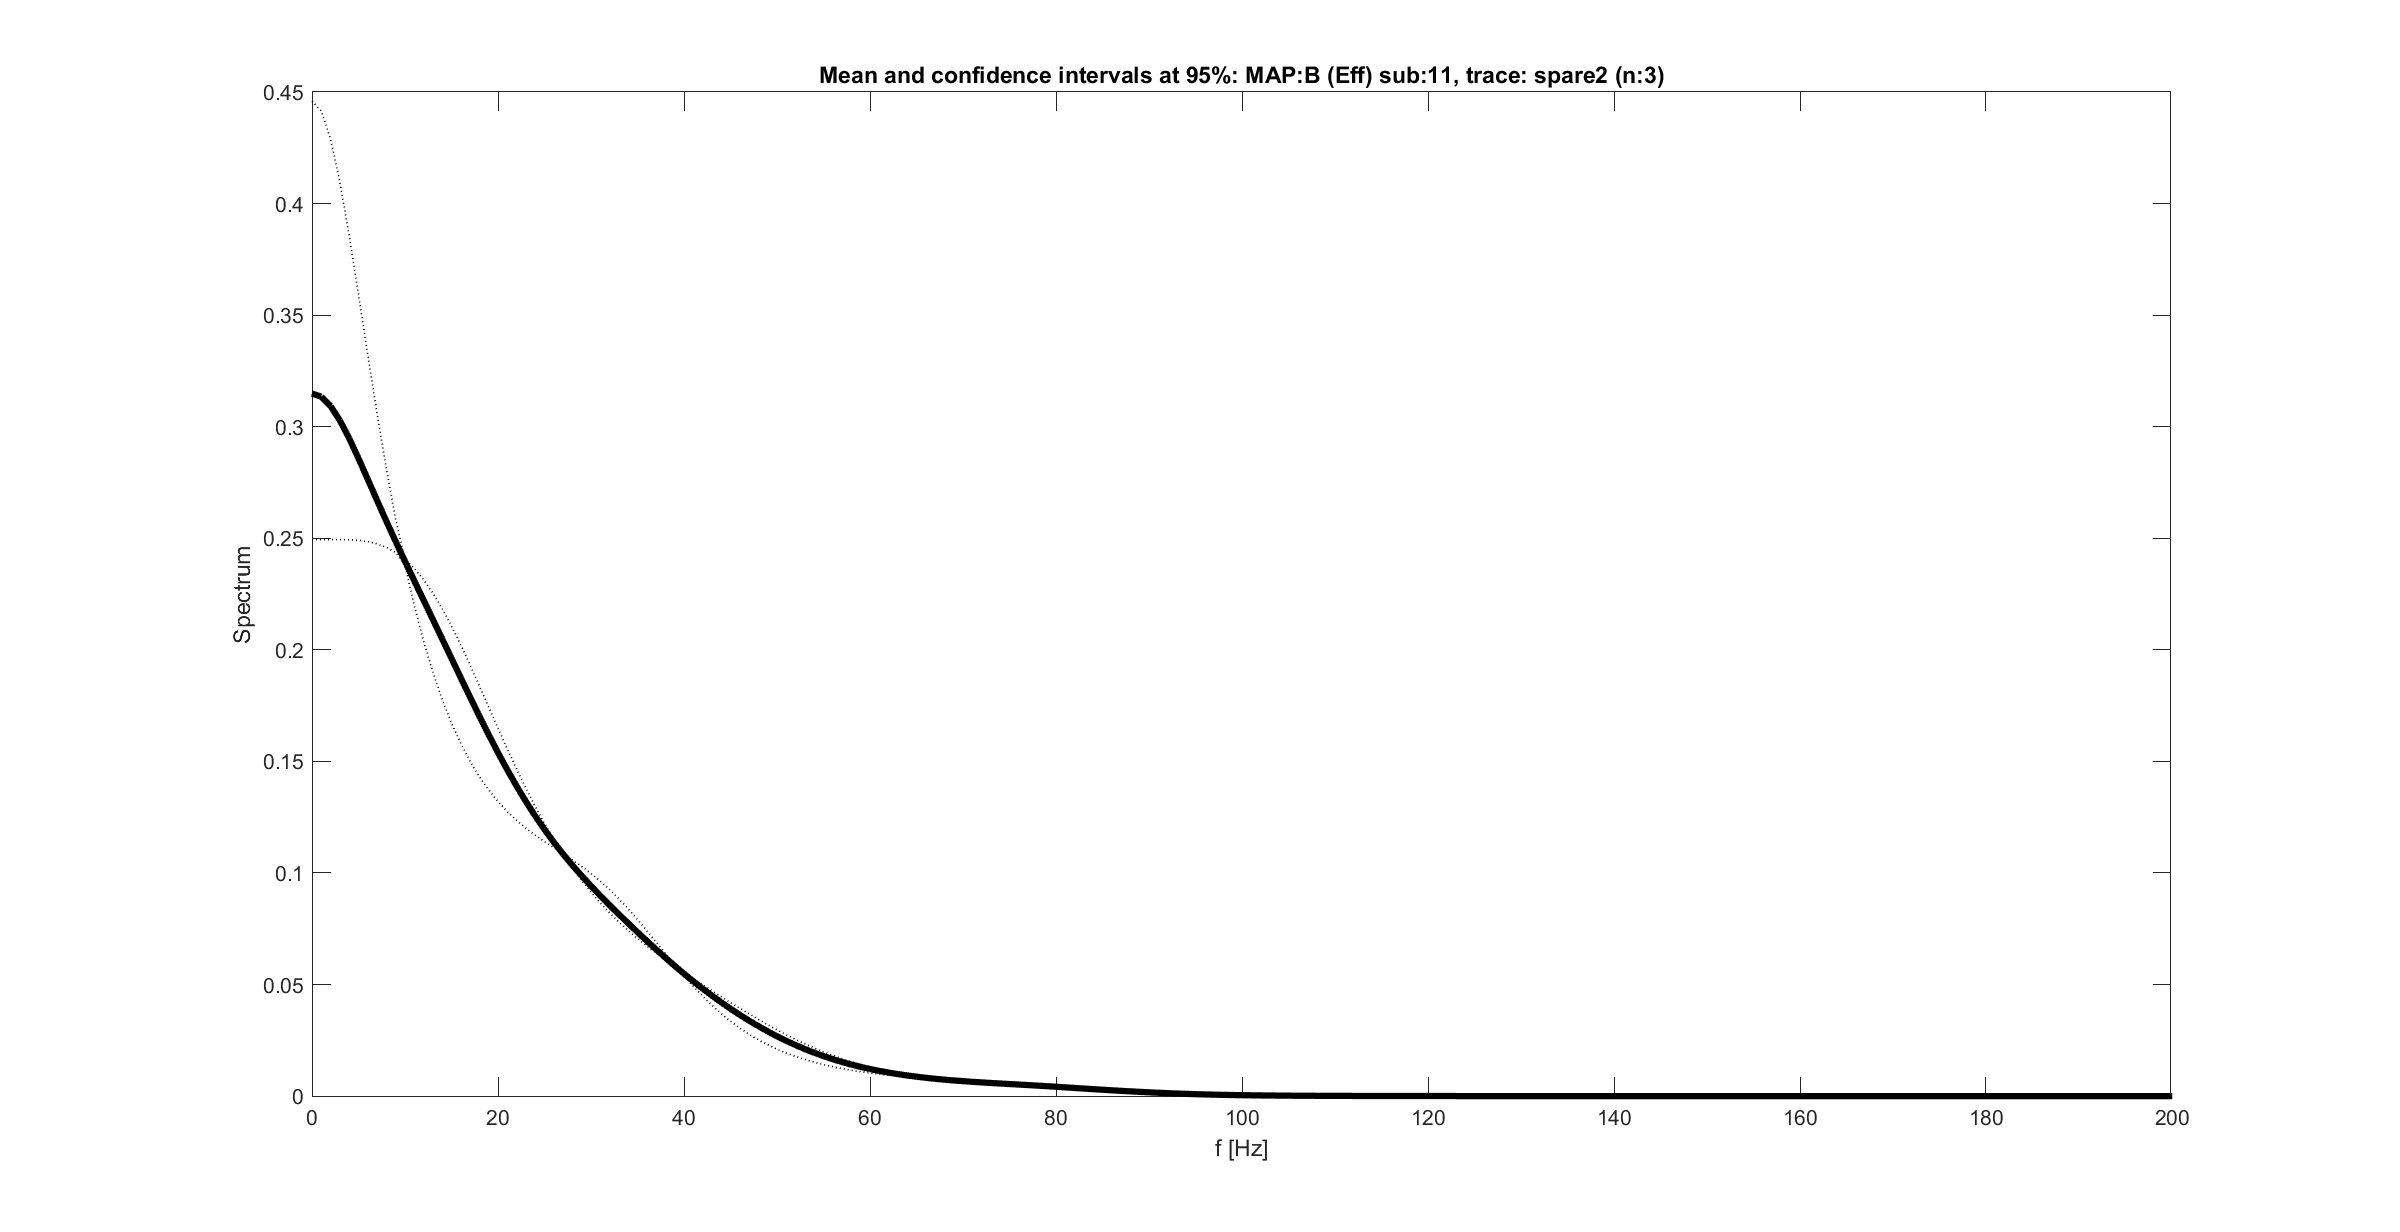 Mean and confidence intervals at 95%: MAP:B (Eff) sub:11, trace: spare2 (n:3)
0.45
0.4
0.35
0.3
0.25
0.2
0.15
0.1
0.05
0
Spectrum
0 20 40 60 80 100 120 140 160 180 200
f [Hz]